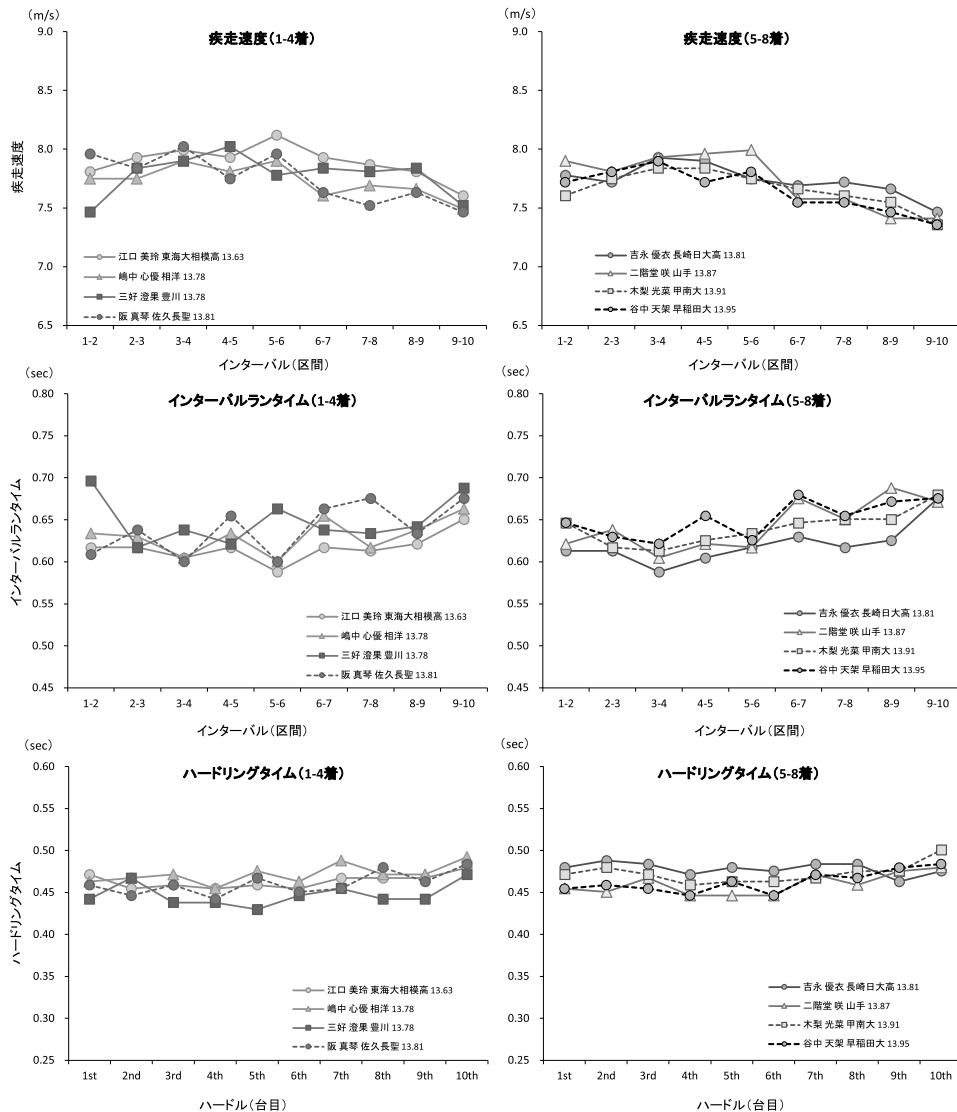 (m/s)
疾走速度(1-4着)
9.0
8.5
8.0
7.5
7.0
6.5
疾走速度
江口 美玲 東海大相模高 13.63
嶋中 心優 相洋 13.78
三好 澄果 豊川 13.78
阪 真琴 佐久長聖 13.81
1-2 2-3 3-4 4-5 5-6 6-7 7-8 8-9 9-10
インターバル(区間)
(m/s)
疾走速度(5-8着)
9.0
8.5
8.0
7.5
7.0
6.5
吉永 優衣 長崎日大高 13.81
二階堂 咲 山手 13.87
木梨 光菜 甲南大 13.91
谷中 天架 早稲田大 13.95
1-2 2-3 3-4 4-5 5-6 6-7 7-8 8-9 9-10
インターバル(区間)
(sec)
インターバルランタイム(1-4着)
0.80
0.75
0.70
0.65
0.60
0.55
0.50
0.45
インターバルランタイム
江口 美玲 東海大相模高 13.63
嶋中 心優 相洋 13.78
三好 澄果 豊川 13.78
阪 真琴 佐久長聖 13.81
1-2 2-3 3-4 4-5 5-6 6-7 7-8 8-9 9-10
インターバル(区間)
(sec)
インターバルランタイム(5-8着)
0.80
0.75
0.70
0.65
0.60
0.55
0.50
0.45
吉永 優衣 長崎日大高 13.81
二階堂 咲 山手 13.87
木梨 光菜 甲南大 13.91
谷中 天架 早稲田大 13.95
1-2 2-3 3-4 4-5 5-6 6-7 7-8 8-9 9-10
インターバル(区間)
(sec)
ハードリングタイム(1-4着)
0.60
0.55
0.50
0.45
0.40
0.35
0.30
0.25
ハードリングタイム
江口 美玲 東海大相模高 13.63
嶋中 心優 相洋 13.78
三好 澄果 豊川 13.78
阪 真琴 佐久長聖 13.81
1st 2nd 3rd 4th 5th 6th 7th 8th 9th 10th
ハードル(台目)
(sec)
ハードリングタイム(5-8着)
0.60
0.55
0.50
0.45
0.40
0.35
0.30
0.25
吉永 優衣 長崎日大高 13.81
二階堂 咲 山手 13.87
木梨 光菜 甲南大 13.91
谷中 天架 早稲田大 13.95
1st 2nd 3rd 4th 5th 6th 7th 8th 9th 10th
ハードル(台目)